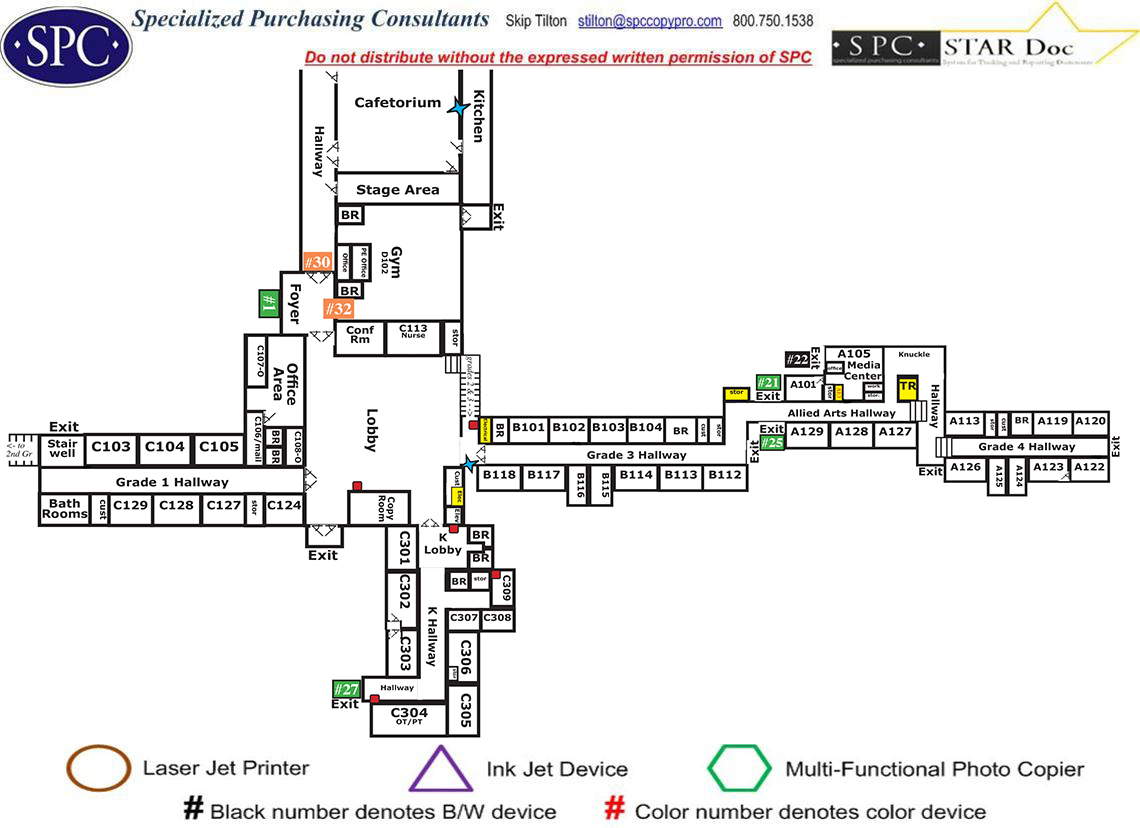 SPC
Specialized Purchasing Consultants Skip Tilton stilton@spccopypro.com 800.750.1538
Do not distribute without the expressed written permission of SPC
SPC
specialized purchasing consultants
STAR Doc
System for Tracking and Reporting Documents
Cafetorium
Kitchen
Hallway
Stage Area
BR
Exit
Gym
D102
Office
PE Office
BR
#30
#32
#1
Foyer
Conf
Rm
C113
Nurse
stor
C107-O
Office
Area
C106/mail
BR
BR
C108-O
Lobby
Exit
<- to
2nd Gr
Stair
well
C103
C104
C105
Grade 1 Hallway
Bath
Rooms
cust
C129
C128
C127
stor
C124
Exit
Copy
Room
Electrical
BR
B101
B102
B103
B104
BR
cust
stor
Grade 3 Hallway
B118
B117
B116
B115
B114
B113
B112
Cust
Elec
Elev
K
Lobby
BR
BR
BR
stor
C309
C301
C302
C303
K Hallway
C307
C308
C306
stor
C305
Hallway
#27
Exit
C304
OT/PT
stor
#21
Exit
#22
Exit
A101
A105
Media
Center
office
stor
work
stor.
Knuckle
TR
Hallway
Allied Arts Hallway
Exit
#25
Exit
A129
A128
A127
A113
stor
cust
BR
A119
A120
Grade 4 Hallway
Exit
Exit
A126
A125
A124
A123
A122
Laser Jet Printer
Ink Jet Device
Multi-Functional Photo Copier
# Black number denotes B/W device
# Color number denotes color device